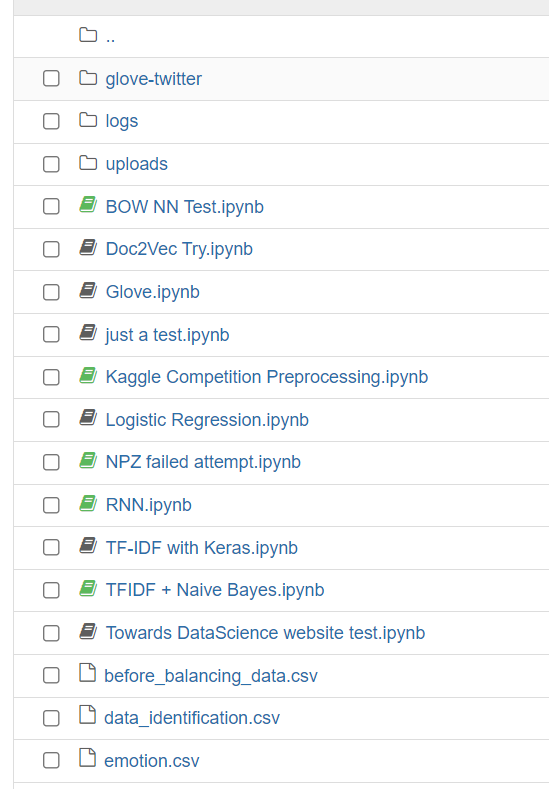 ..
glove-twitter
logs
uploads
BOW NN Test.ipynb
Doc2Vec Try.ipynb
Glove.ipynb
just a test.ipynb
Kaggle Competition Preprocessing.ipynb
Logistic Regression.ipynb
NPZ failed attempt.ipynb
RNN.ipynb
TF-IDF with Keras.ipynb
TFIDF + Naive Bayes.ipynb
Towards DataScience website test.ipynb
before_balancing_data.csv
data_identification.csv
emotion.csv